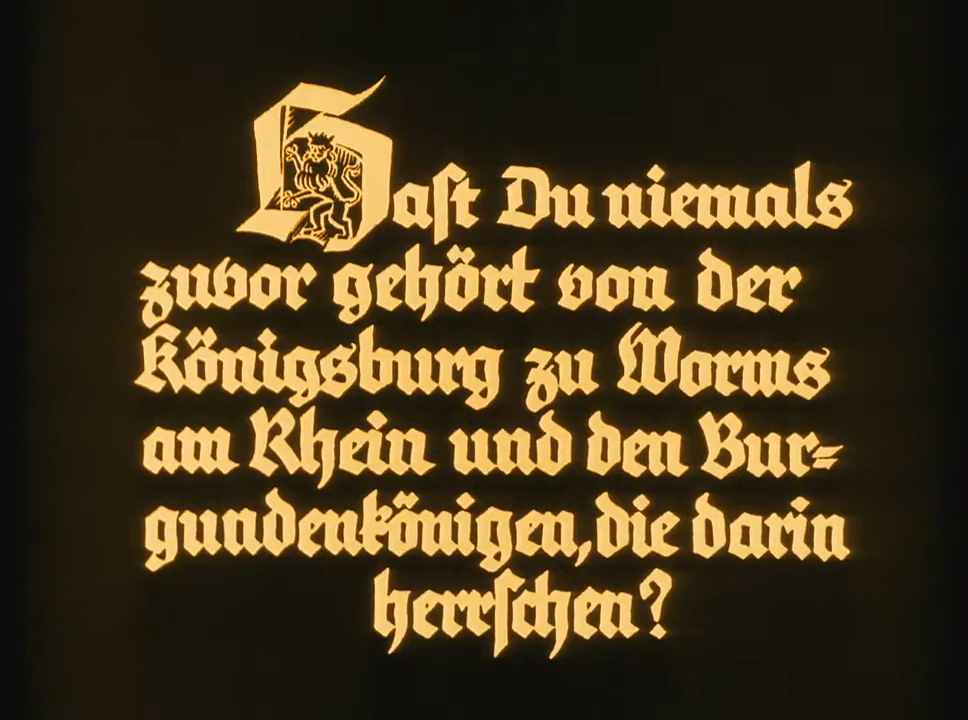 Haſt Du niemals
zuvor gehört von der
Königsburg zu Worms
am Rhein und den Bur⸗
gundenkönigen, die darin
herrſchen?